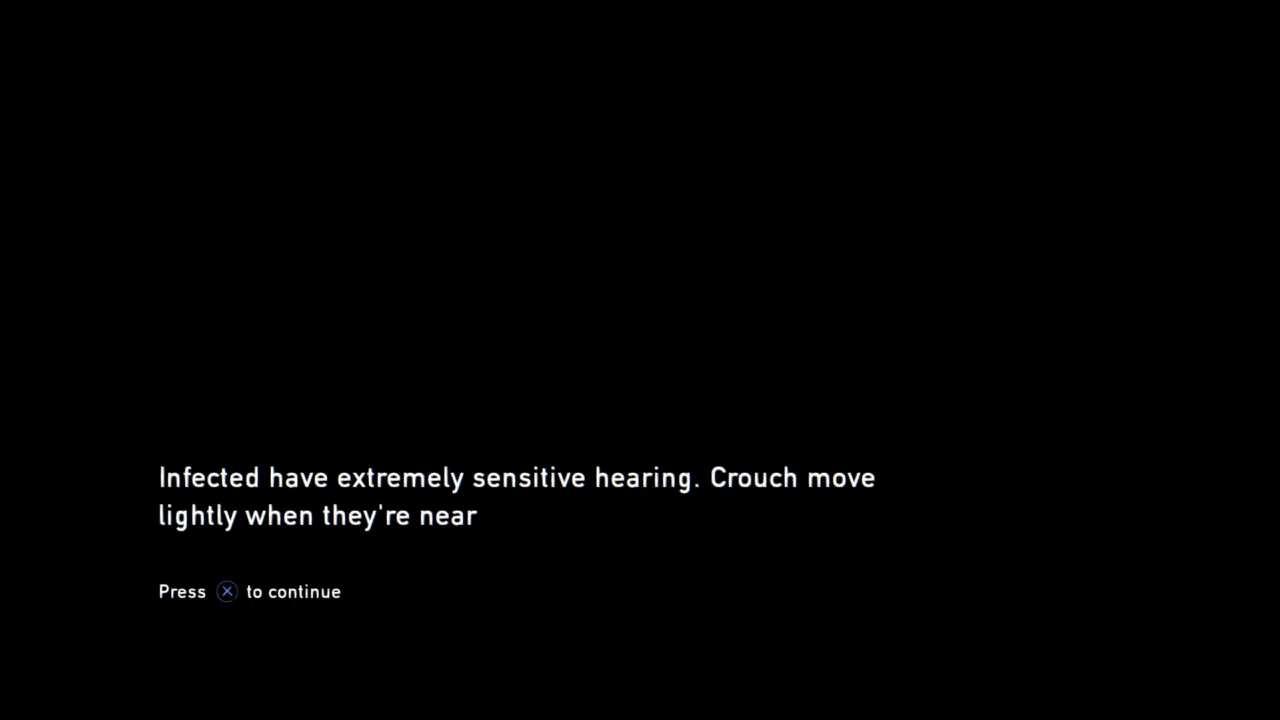 Infected have extremely sensitive hearing. Crouch move
lightly when they're near
Press ⓧ to continue